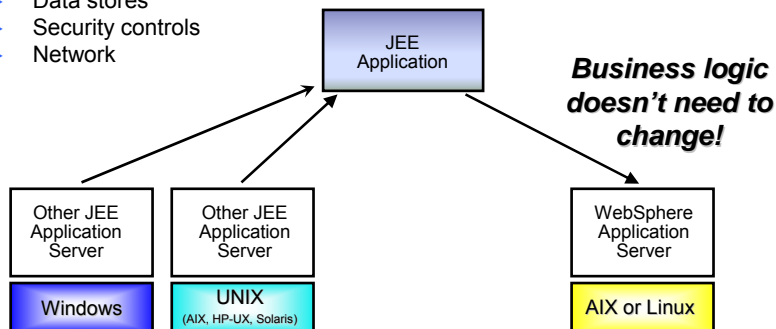 Data stores
Security controls
Network
JEE
Application
Business logic
doesn't need to
change!
Other JEE
Application
Server
Other JEE
Application
Server
WebSphere
Application
Server
Windows
UNIX
(AIX, HP-UX, Solaris)
AIX or Linux